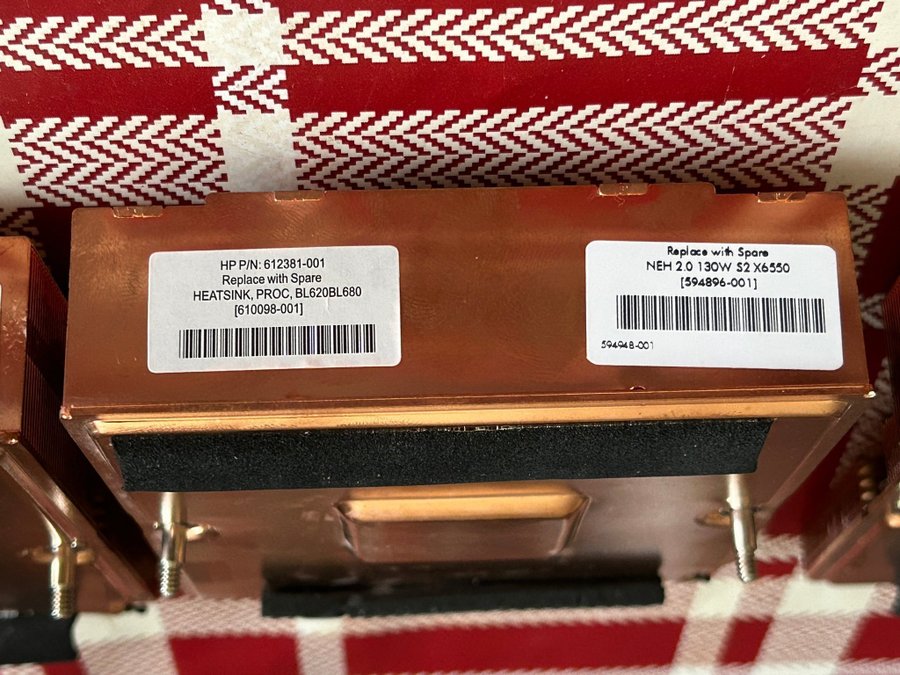 HP P/N: 612381-001
Replace with Spare
HEATSINK, PROC, BL620BL680
[610098-001]
Replace with Spare
NEH 2.0 130W S2 X6550
[594896-001]
594948-001